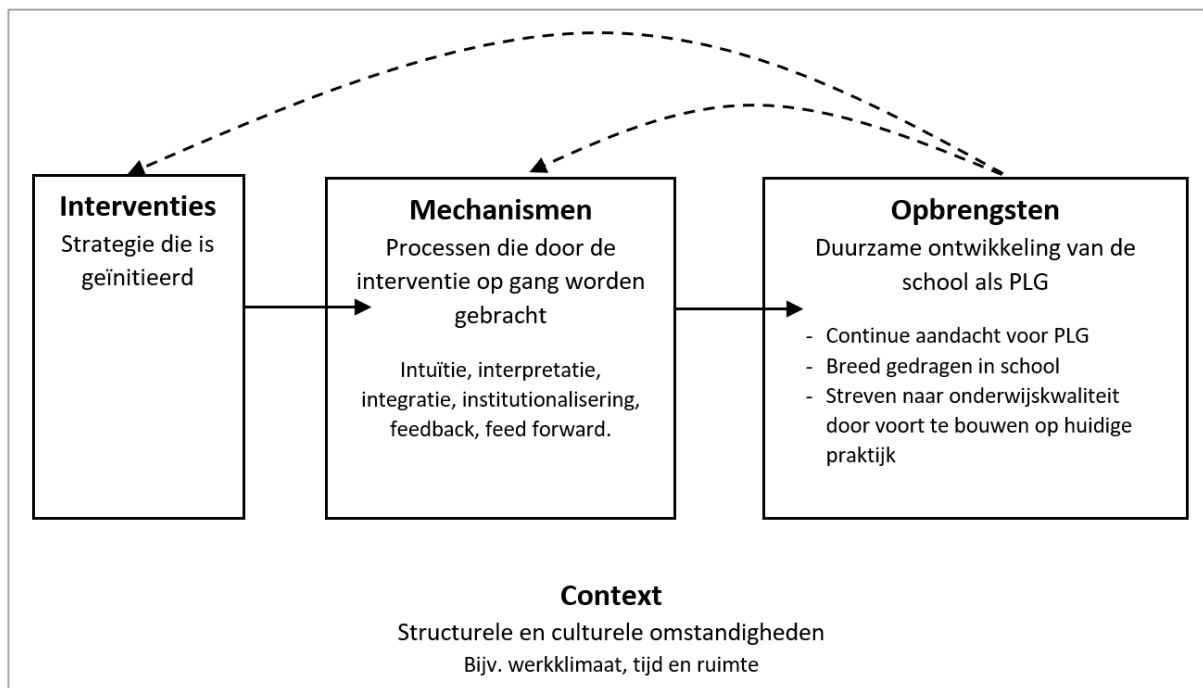 Interventies
Strategie die is
geïnitieerd
Mechanismen
Processen die door de
interventie op gang worden
gebracht
Intuïtie, interpretatie,
integratie, institutionalisering,
feedback, feed forward.
Opbrengsten
Duurzame ontwikkeling van de
school als PLG
- Continue aandacht voor PLG
- Breed gedragen in school
- Streven naar onderwijskwaliteit
door voort te bouwen op huidige
praktijk
Context
Structurele en culturele omstandigheden
Bijv. werkklimaat, tijd en ruimte